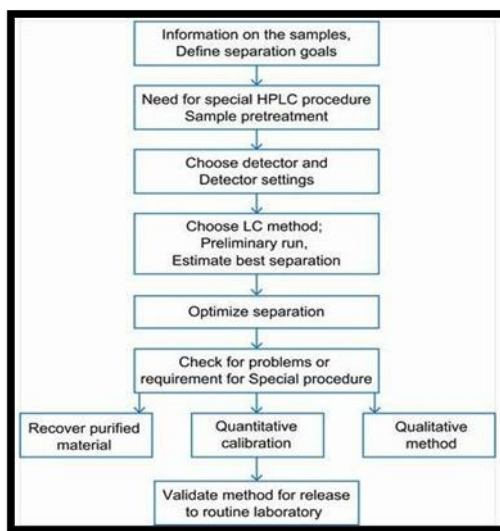 Information on the samples,
Define separation goals
Need for special HPLC procedure
Sample pretreatment
Choose detector and
Detector settings
Choose LC method;
Preliminary run,
Estimate best separation
Optimize separation
Check for problems or
requirement for Special procedure
Recover purified
material
Quantitative
calibration
Qualitative
method
Validate method for release
to routine laboratory